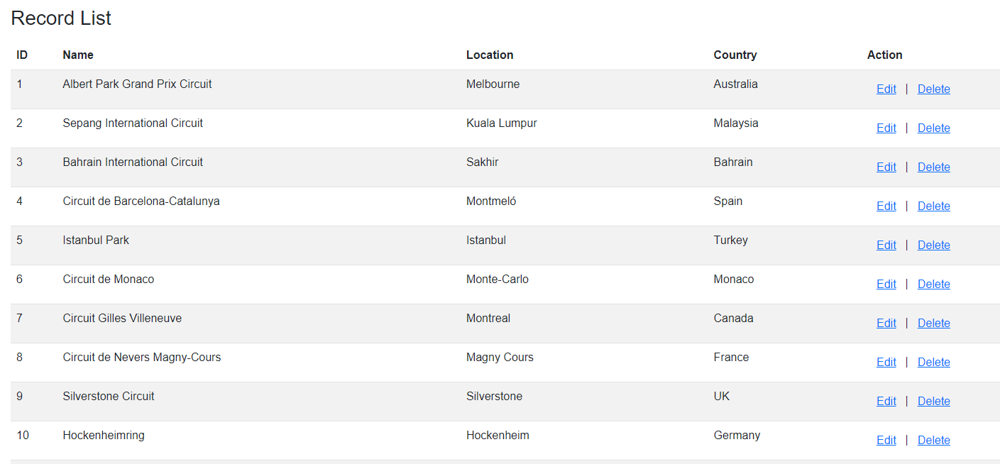 Record List
ID Name Location Country Action
1 Albert Park Grand Prix Circuit Melbourne Australia Edit | Delete
2 Sepang International Circuit Kuala Lumpur Malaysia Edit | Delete
3 Bahrain International Circuit Sakhir Bahrain Edit | Delete
4 Circuit de Barcelona-Catalunya Montmeló Spain Edit | Delete
5 Istanbul Park Istanbul Turkey Edit | Delete
6 Circuit de Monaco Monte-Carlo Monaco Edit | Delete
7 Circuit Gilles Villeneuve Montreal Canada Edit | Delete
8 Circuit de Nevers Magny-Cours Magny Cours France Edit | Delete
9 Silverstone Circuit Silverstone UK Edit | Delete
10 Hockenheimring Hockenheim Germany Edit | Delete